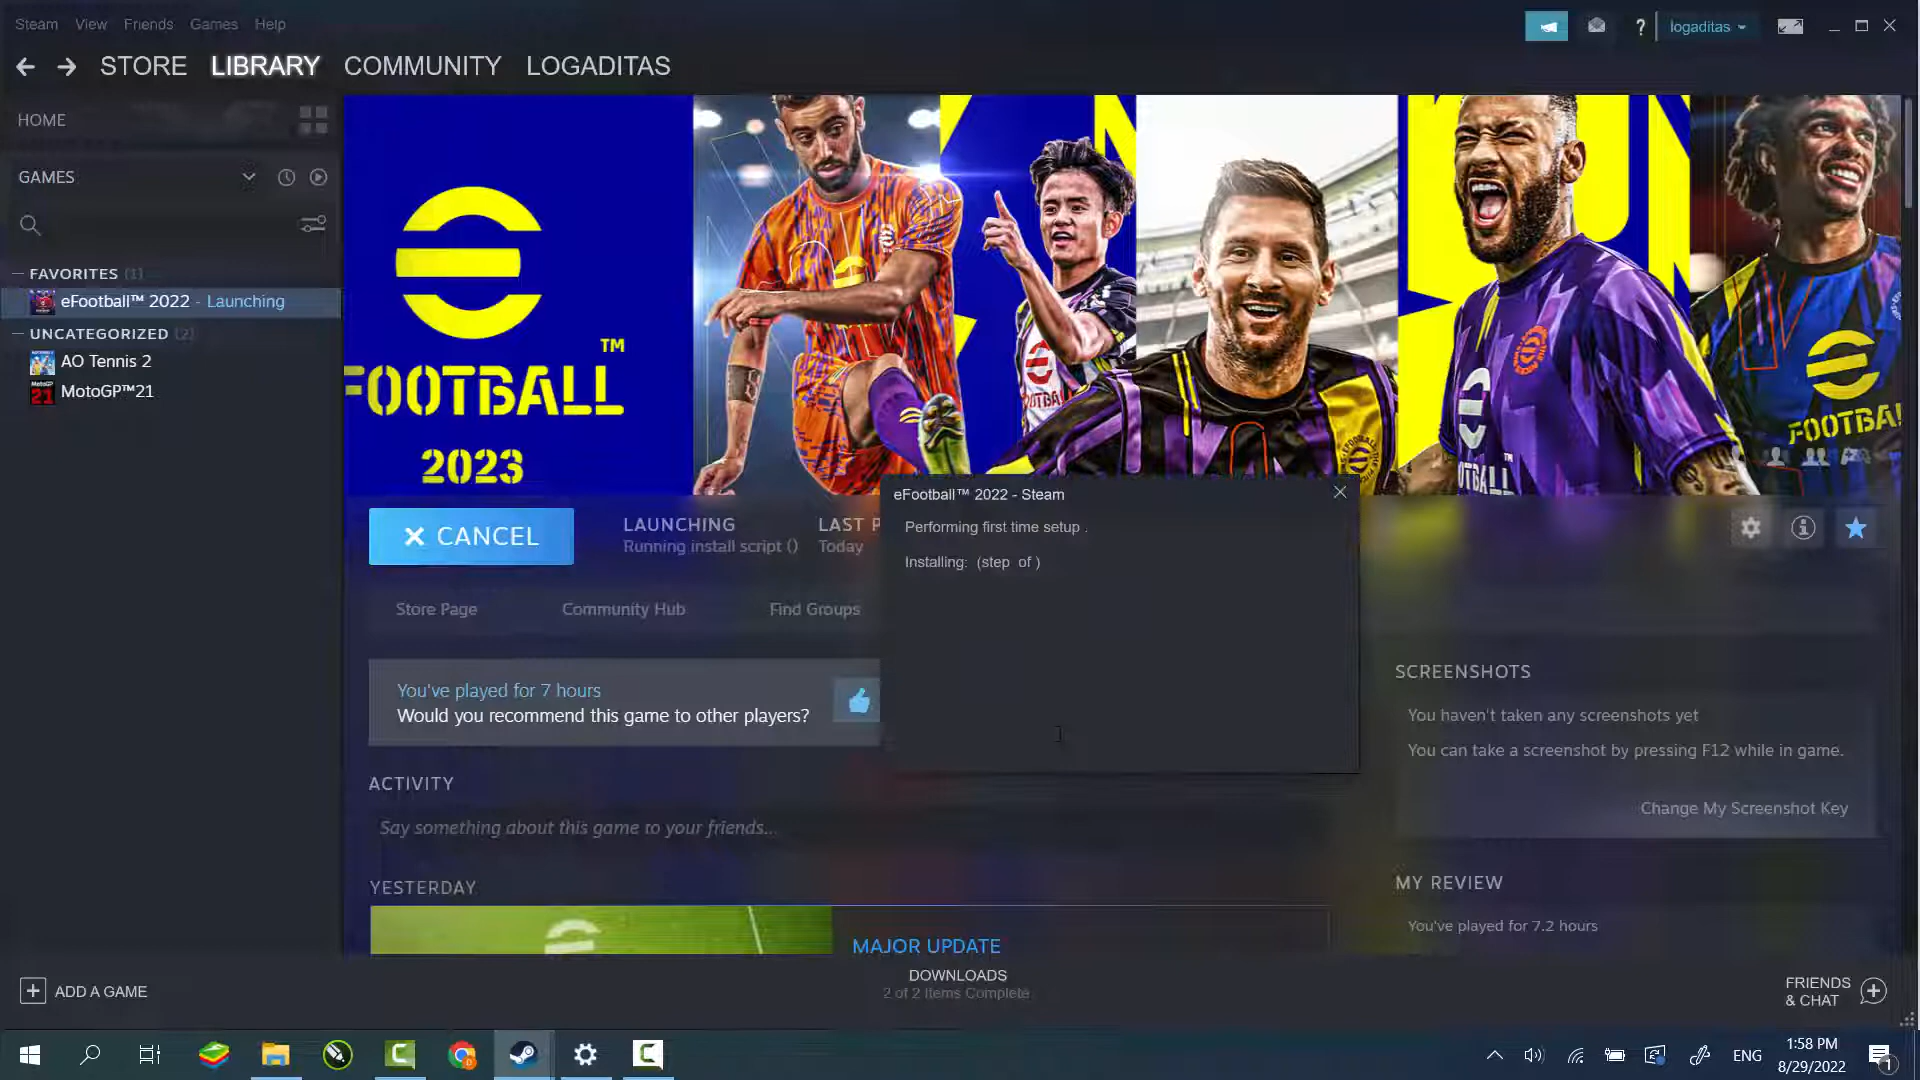 Steam View Friends Games Help
logaditas
STORE LIBRARY COMMUNITY LOGADITAS
HOME
GAMES
FAVORITES (1)
eFootball™ 2022 - Launching
UNCATEGORIZED (2)
AO Tennis 2
MotoGP™21
TM
FOOTBALL
2023
FOOTBAL
eFootball™ 2022 - Steam
Performing first time setup .
Installing: (step of )
CANCEL
LAUNCHING
Running install script ()
LAST P
Today
Store Page Community Hub Find Groups
You've played for 7 hours
Would you recommend this game to other players?
ACTIVITY
Say something about this game to your friends...
YESTERDAY
MAJOR UPDATE
SCREENSHOTS
You haven't taken any screenshots yet
You can take a screenshot by pressing F12 while in game.
Change My Screenshot Key
MY REVIEW
You've played for 7.2 hours
ADD A GAME
DOWNLOADS
2 of 2 Items Complete
FRIENDS
& CHAT
ENG
1:58 PM
8/29/2022
1